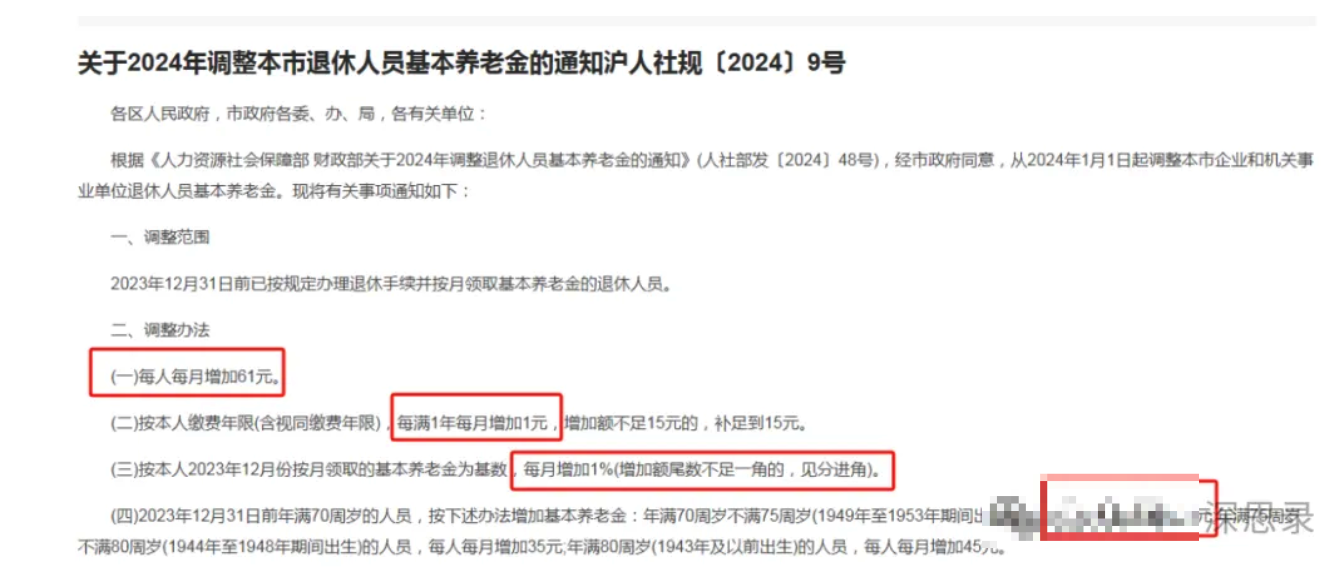 关于2024年调整本市退休人员基本养老金的通知沪人社规〔2024〕9号
各区人民政府，市政府各委、办、局，各有关单位：
根据《人力资源社会保障部 财政部关于2024年调整退休人员基本养老金的通知》(人社部发〔2024〕48号)，经市政府同意，从2024年1月1日起调整本市企业和机关事
业单位退休人员基本养老金。现将有关事项通知如下：
一、调整范围
2023年12月31日前已按规定办理退休手续并按月领取基本养老金的退休人员。
二、调整办法
(一)每人每月增加61元。
(二)按本人缴费年限(含视同缴费年限)，每满1年每月增加1元，增加额不足15元的，补足到15元。
(三)按本人2023年12月份按月领取的基本养老金为基数，每月增加1%(增加额尾数不足一角的，见分进角)。
(四)2023年12月31日前年满70周岁的人员，按下述办法增加基本养老金：年满70周岁不满75周岁(1949年至1953年期间出
深思录
不满80周岁(1944年至1948年期间出生)的人员，每人每月增加35元;年满80周岁(1943年及以前出生)的人员，每人每月增加45元。